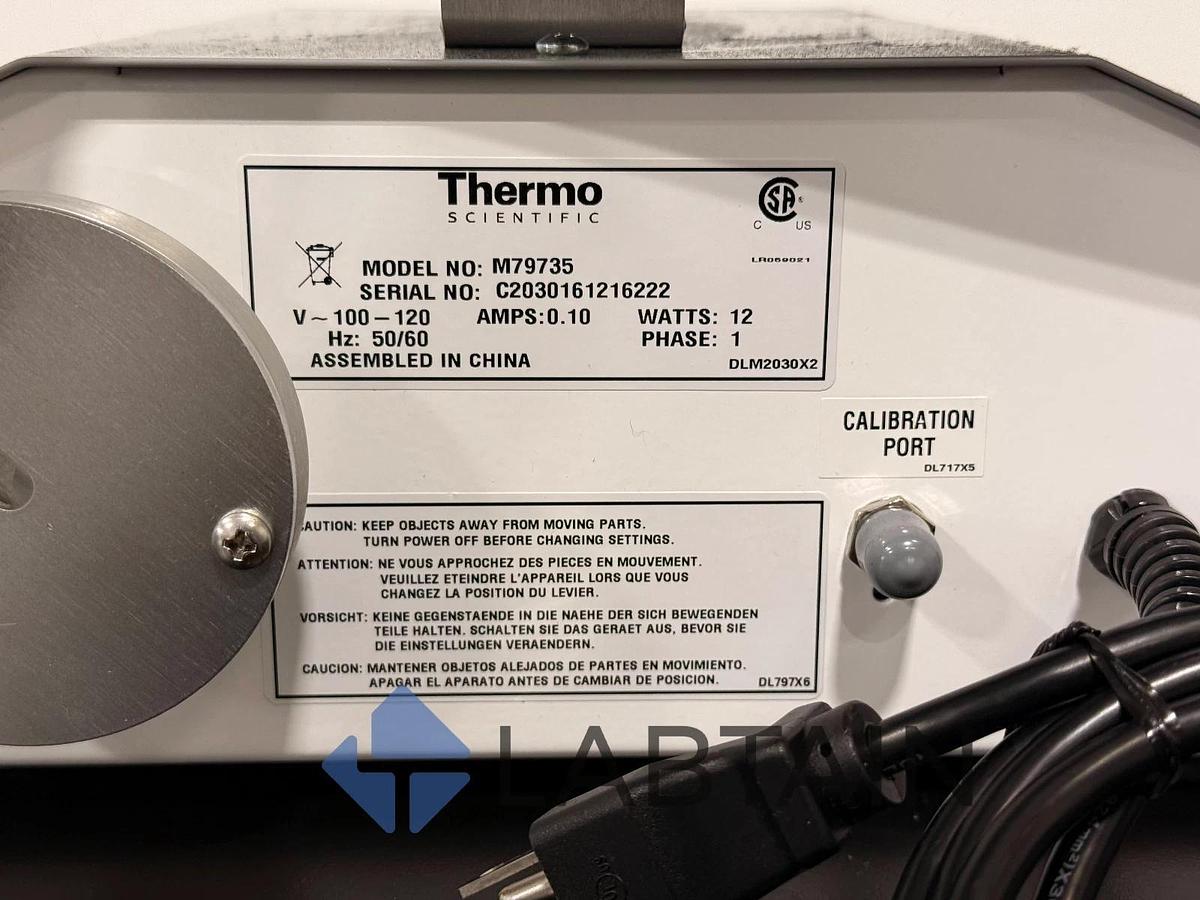 Thermo
SCIENTIFIC
SA
C US
LR069021
MODEL NO: M79735
SERIAL NO: C2030161216222
V ~ 100 – 120 AMPS: 0.10 WATTS: 12
Hz: 50/60 PHASE: 1
ASSEMBLED IN CHINA DLM2030X2
CALIBRATION
PORT
DL717X5
AUTION: KEEP OBJECTS AWAY FROM MOVING PARTS.
TURN POWER OFF BEFORE CHANGING SETTINGS.
ATTENTION: NE VOUS APPROCHEZ DES PIECES EN MOUVEMENT.
VEUILLEZ ETEINDRE L'APPAREIL LORS QUE VOUS
CHANGEZ LA POSITION DU LEVIER.
VORSICHT: KEINE GEGENSTAENDE IN DIE NAEHE DER SICH BEWEGENDEN
TEILE HALTEN. SCHALTEN SIE DAS GERAET AUS, BEVOR SIE
DIE EINSTELLUNGEN VERAENDERN.
CAUCION: MANTENER OBJETOS ALEJADOS DE PARTES EN MOVIMIENTO.
APAGAR EL APARATO ANTES DE CAMBIAR DE POSICION.
DL797X6
LABTAIN